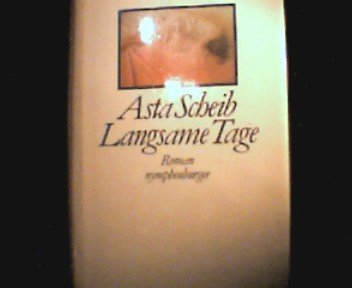 Asta Scheib
Langsame Tage
Roman
nymphenburger